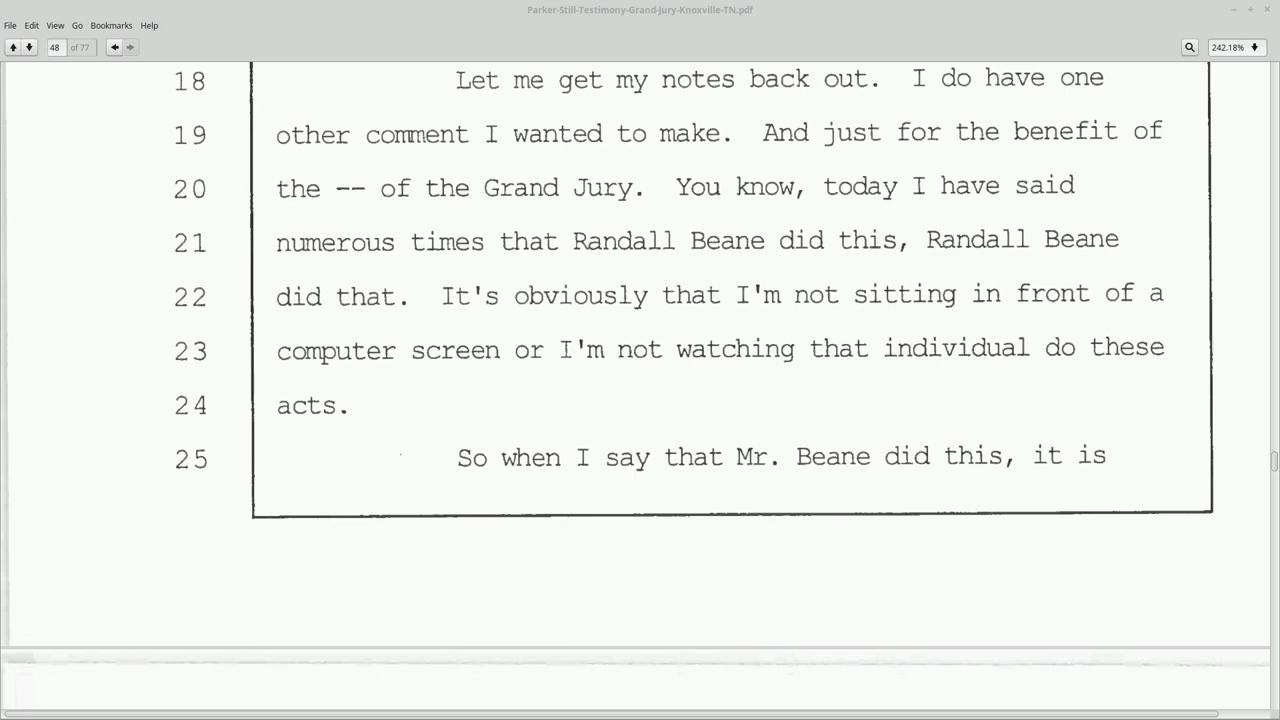 Parker-Still-Testimony-Grand-Jury-Knoxville-TN.pdf
File Edit View Go Bookmarks Help
48 of 77 242.18%
18 Let me get my notes back out. I do have one
19 other comment I wanted to make. And just for the benefit of
20 the -- of the Grand Jury. You know, today I have said
21 numerous times that Randall Beane did this, Randall Beane
22 did that. It's obviously that I'm not sitting in front of a
23 computer screen or I'm not watching that individual do these
24 acts.
25 So when I say that Mr. Beane did this, it is